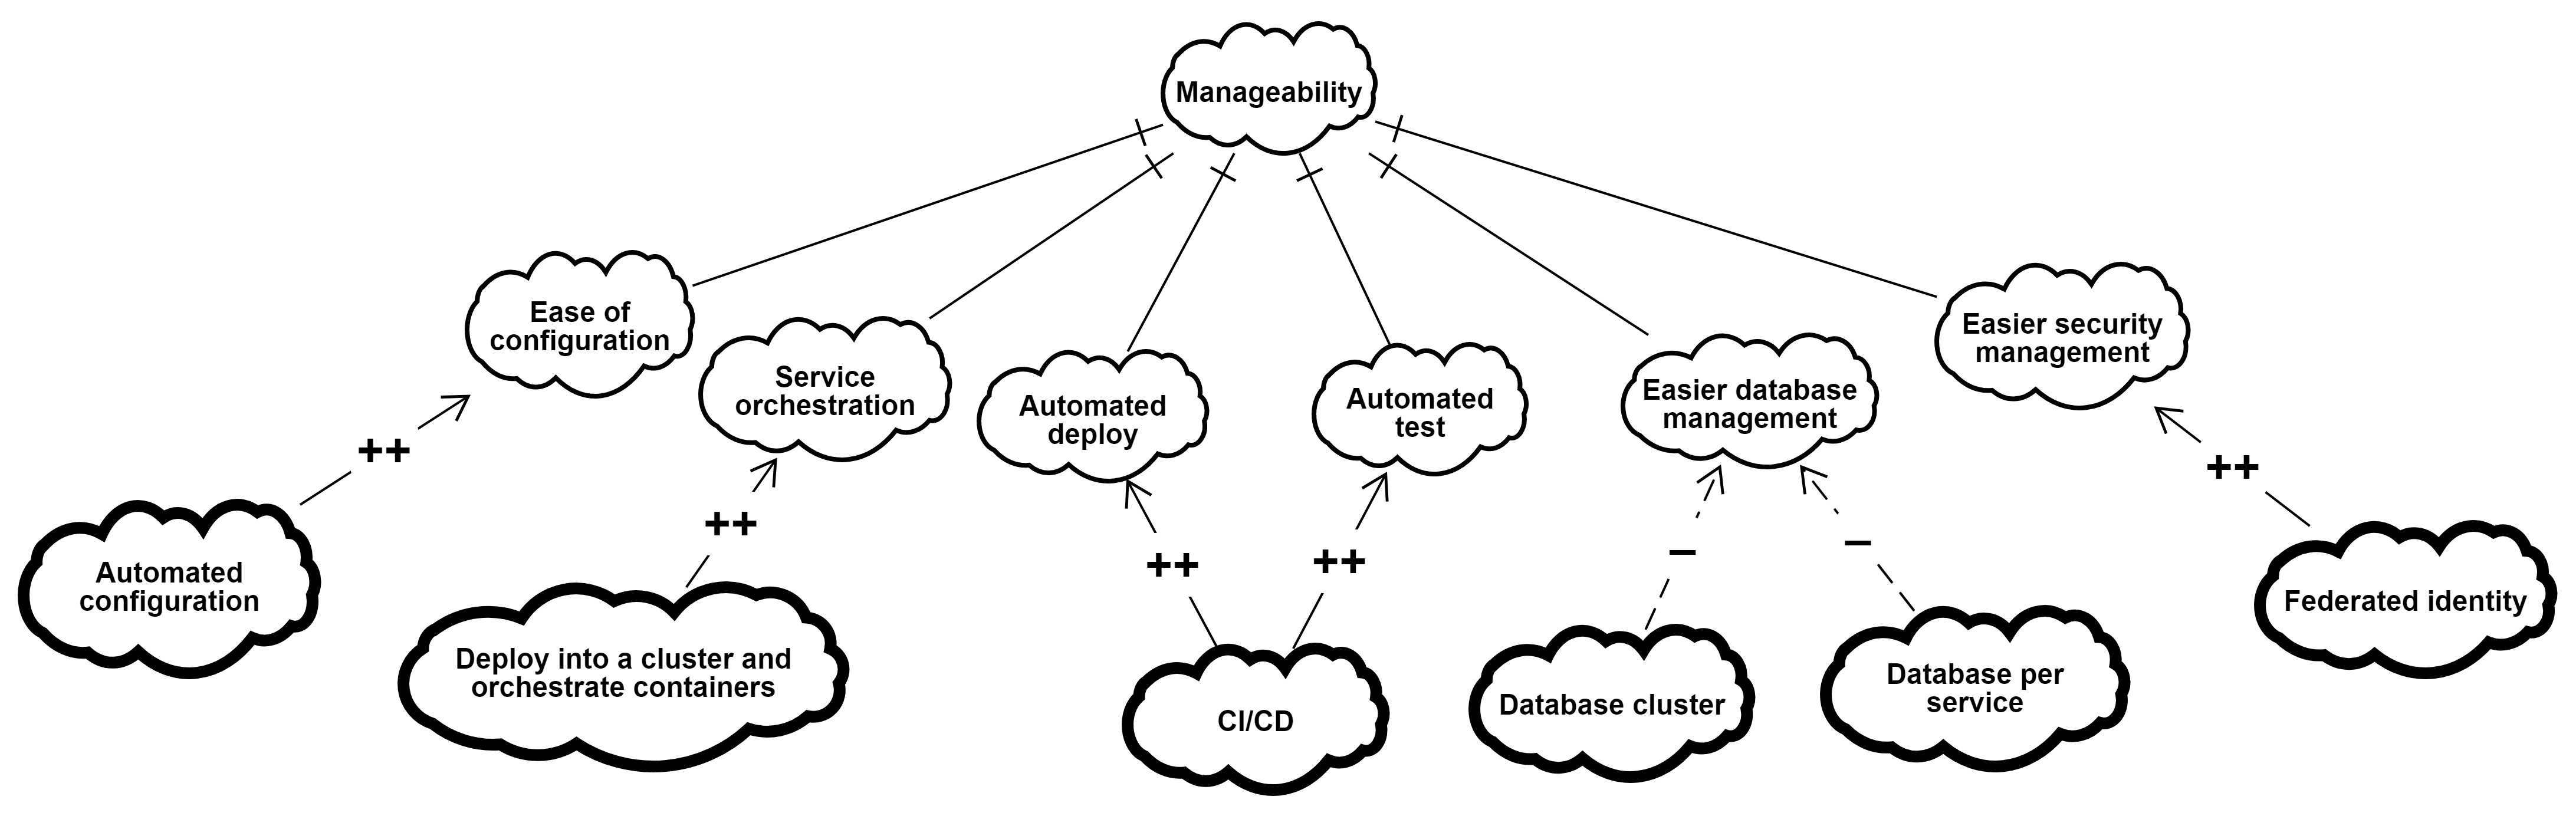 Manageability
Ease of
configuration
Service
orchestration
Automated
deploy
Automated
test
Easier database
management
Easier security
management
++
++
++
++
–
–
++
Automated
configuration
Deploy into a cluster and
orchestrate containers
CI/CD
Database cluster
Database per
service
Federated identity